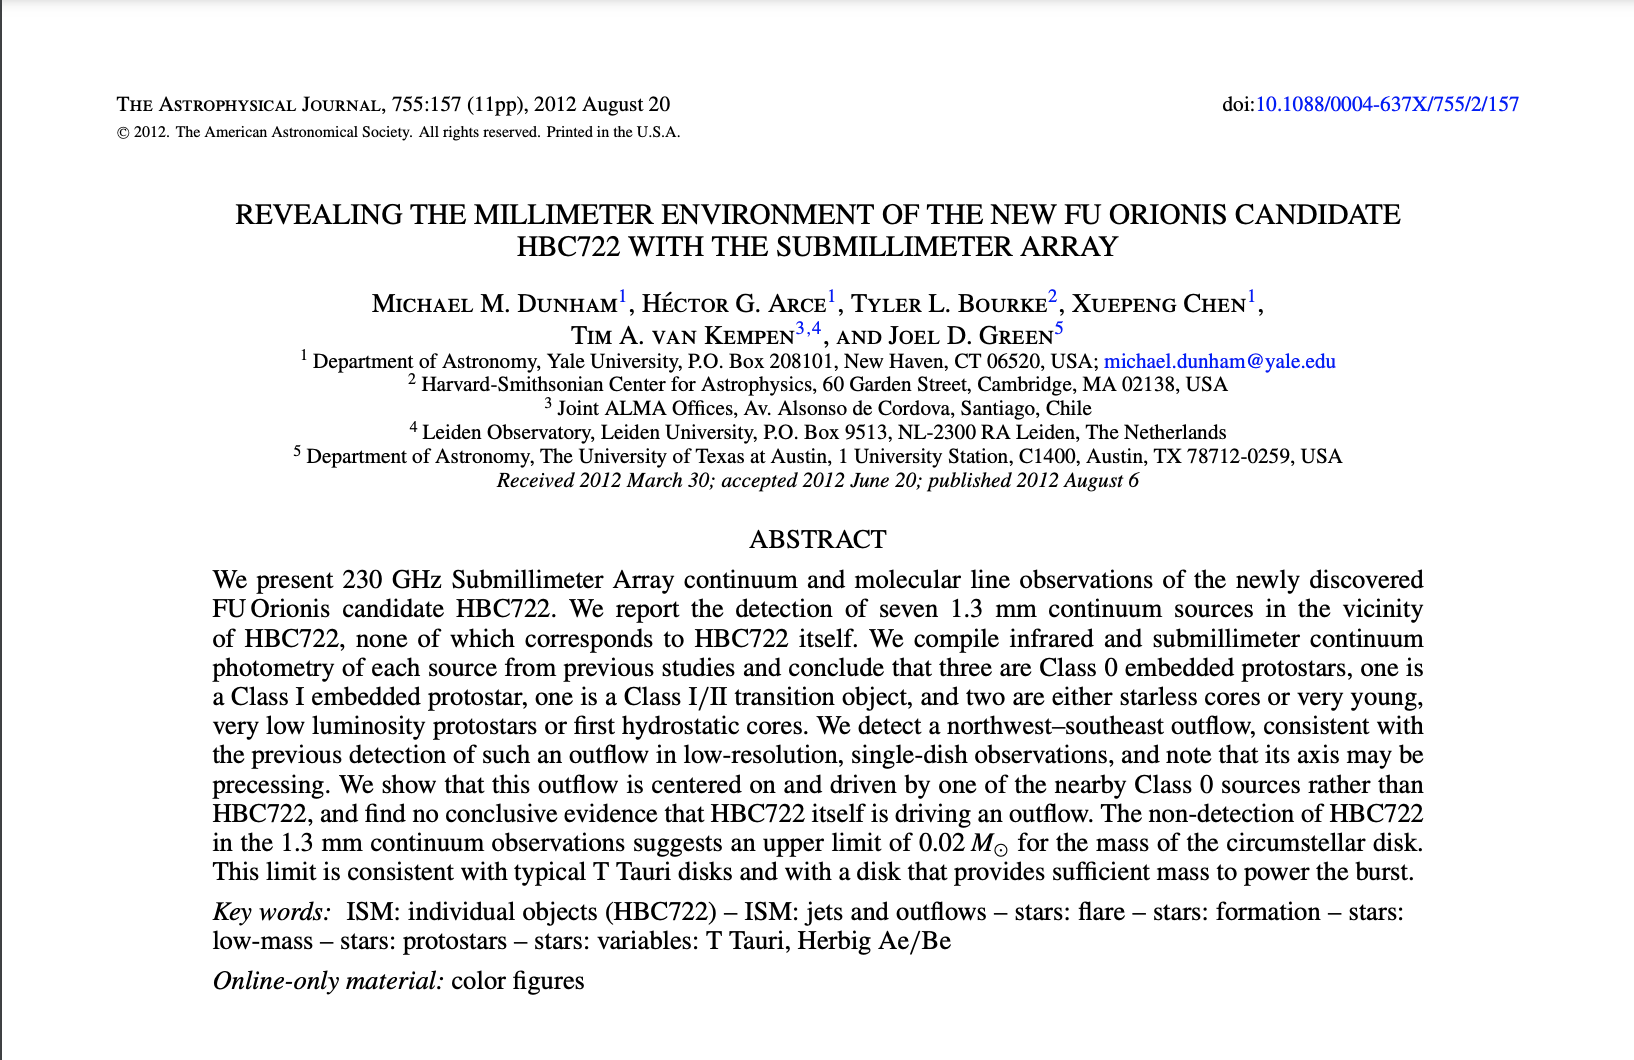 THE ASTROPHYSICAL JOURNAL, 755:157 (11pp), 2012 August 20
doi:10.1088/0004-637X/755/2/157
© 2012. The American Astronomical Society. All rights reserved. Printed in the U.S.A.
REVEALING THE MILLIMETER ENVIRONMENT OF THE NEW FU ORIONIS CANDIDATE
HBC722 WITH THE SUBMILLIMETER ARRAY
MICHAEL M. DUNHAM1, HÉCTOR G. ARCE1, TYLER L. BOURKE2, XUEPENG CHEN1,
TIM A. VAN KEMPEN3,4, AND JOEL D. GREEN5
1 Department of Astronomy, Yale University, P.O. Box 208101, New Haven, CT 06520, USA; michael.dunham@yale.edu
2 Harvard-Smithsonian Center for Astrophysics, 60 Garden Street, Cambridge, MA 02138, USA
3 Joint ALMA Offices, Av. Alsonso de Cordova, Santiago, Chile
4 Leiden Observatory, Leiden University, P.O. Box 9513, NL-2300 RA Leiden, The Netherlands
5 Department of Astronomy, The University of Texas at Austin, 1 University Station, C1400, Austin, TX 78712-0259, USA
Received 2012 March 30; accepted 2012 June 20; published 2012 August 6
ABSTRACT
We present 230 GHz Submillimeter Array continuum and molecular line observations of the newly discovered
FU Orionis candidate HBC722. We report the detection of seven 1.3 mm continuum sources in the vicinity
of HBC722, none of which corresponds to HBC722 itself. We compile infrared and submillimeter continuum
photometry of each source from previous studies and conclude that three are Class 0 embedded protostars, one is
a Class I embedded protostar, one is a Class I/II transition object, and two are either starless cores or very young,
very low luminosity protostars or first hydrostatic cores. We detect a northwest–southeast outflow, consistent with
the previous detection of such an outflow in low-resolution, single-dish observations, and note that its axis may be
precessing. We show that this outflow is centered on and driven by one of the nearby Class 0 sources rather than
HBC722, and find no conclusive evidence that HBC722 itself is driving an outflow. The non-detection of HBC722
in the 1.3 mm continuum observations suggests an upper limit of 0.02 M⊙ for the mass of the circumstellar disk.
This limit is consistent with typical T Tauri disks and with a disk that provides sufficient mass to power the burst.
Key words: ISM: individual objects (HBC722) – ISM: jets and outflows – stars: flare – stars: formation – stars:
low-mass – stars: protostars – stars: variables: T Tauri, Herbig Ae/Be
Online-only material: color figures